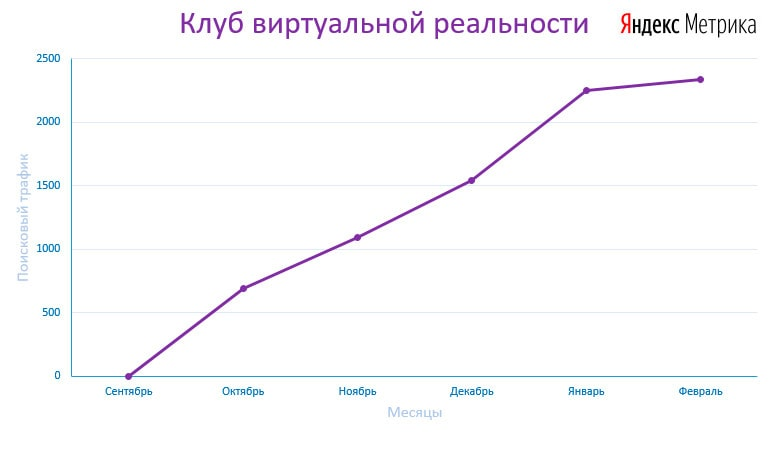 Клуб виртуальной реальности
Яндекс Метрика
2500
2000
1500
1000
500
0
Поисковый трафик
Сентябрь
Октябрь
Ноябрь
Декабрь
Январь
Февраль
Месяцы